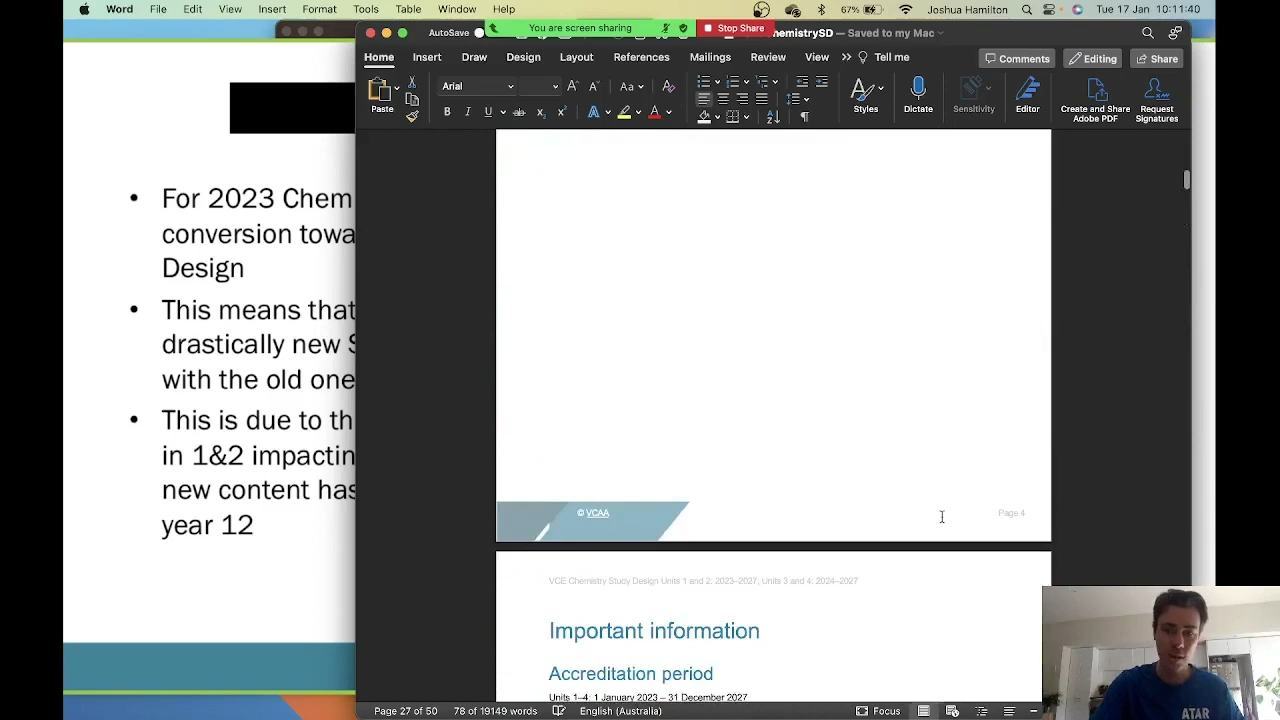 Word File Edit View Insert Format Tools Table Window Help
67% Joshua Hamilton Tue 17 Jan 10:11:40
You are screen sharing Stop Share
AutoSave hemistrySD — Saved to my Mac
Home Insert Draw Design Layout References Mailings Review View Tell me
Comments Editing Share
Arial Aa
Paste Styles Dictate Sensitivity Editor Create and Share Adobe PDF Request Signatures
B I U ab x₂ x² A A
• For 2023 Chem
conversion towa
Design
• This means that
drastically new S
with the old one
• This is due to th
in 1&2 impactin
new content has
year 12
© VCAA
Page 4
VCE Chemistry Study Design Units 1 and 2: 2023–2027; Units 3 and 4: 2024–2027
Important information
Accreditation period
Units 1–4: 1 January 2023 – 31 December 2027
ATAR
Page 27 of 50 78 of 19149 words English (Australia) Focus